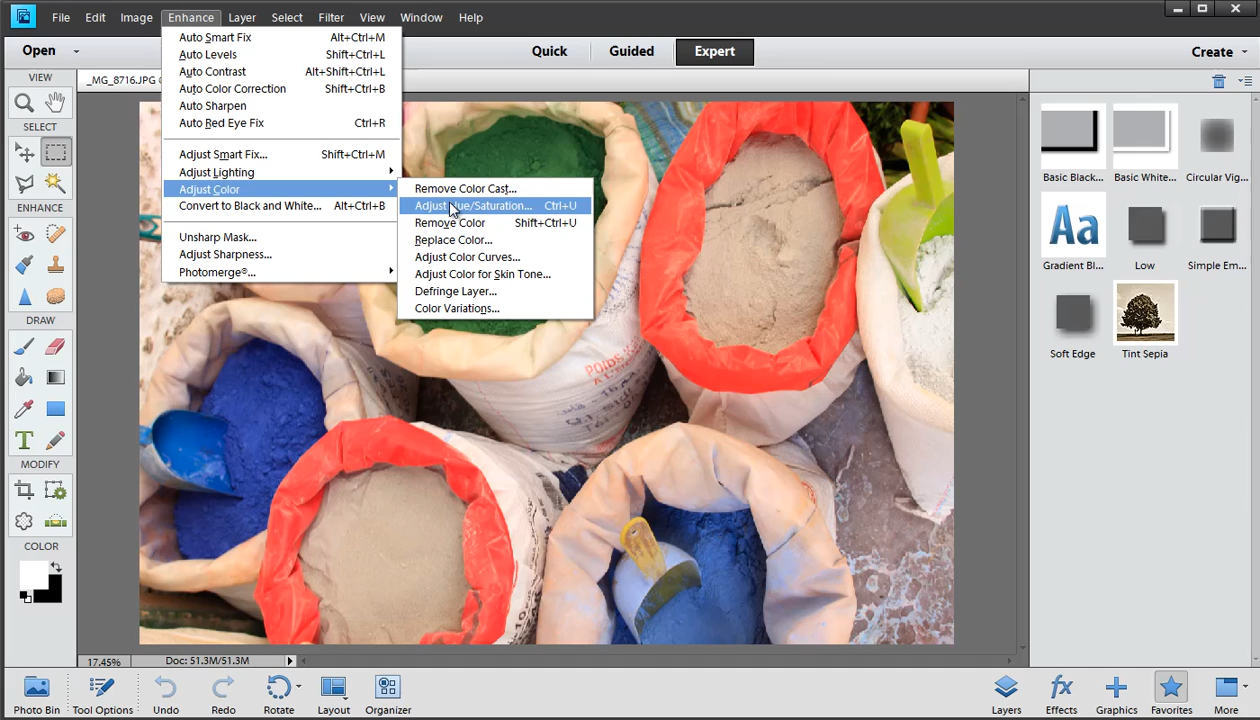 File Edit Image Enhance Layer Select Filter View Window Help
Open Quick Guided Expert Create
_MG_8716.JPG
Auto Smart Fix Alt+Ctrl+M
Auto Levels Shift+Ctrl+L
Auto Contrast Alt+Shift+Ctrl+L
Auto Color Correction Shift+Ctrl+B
Auto Sharpen
Auto Red Eye Fix Ctrl+R
Adjust Smart Fix... Shift+Ctrl+M
Adjust Lighting
Adjust Color
Convert to Black and White... Alt+Ctrl+B
Unsharp Mask...
Adjust Sharpness...
Photomerge®...
Remove Color Cast...
Adjust Hue/Saturation... Ctrl+U
Remove Color Shift+Ctrl+U
Replace Color...
Adjust Color Curves...
Adjust Color for Skin Tone...
Defringe Layer...
Color Variations...
VIEW
SELECT
ENHANCE
DRAW
T
MODIFY
COLOR
POIDS
Basic Black... Basic White... Circular Vig...
Aa
Gradient Bl... Low Simple Em...
Soft Edge Tint Sepia
17.45% Doc: 51.3M/51.3M
Photo Bin Tool Options Undo Redo Rotate Layout Organizer Layers fx Effects Graphics Favorites More